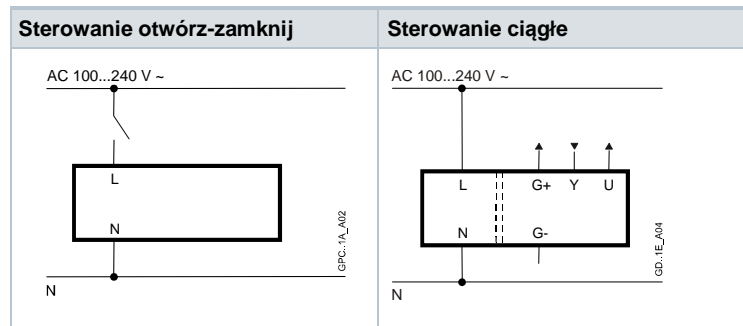 Sterowanie otwórz-zamknij
Sterowanie ciągłe
AC 100...240 V ~
L
N
N
GPC..1A_A02
AC 100...240 V ~
L
G+
Y
U
N
G-
N
GD..1E_A04